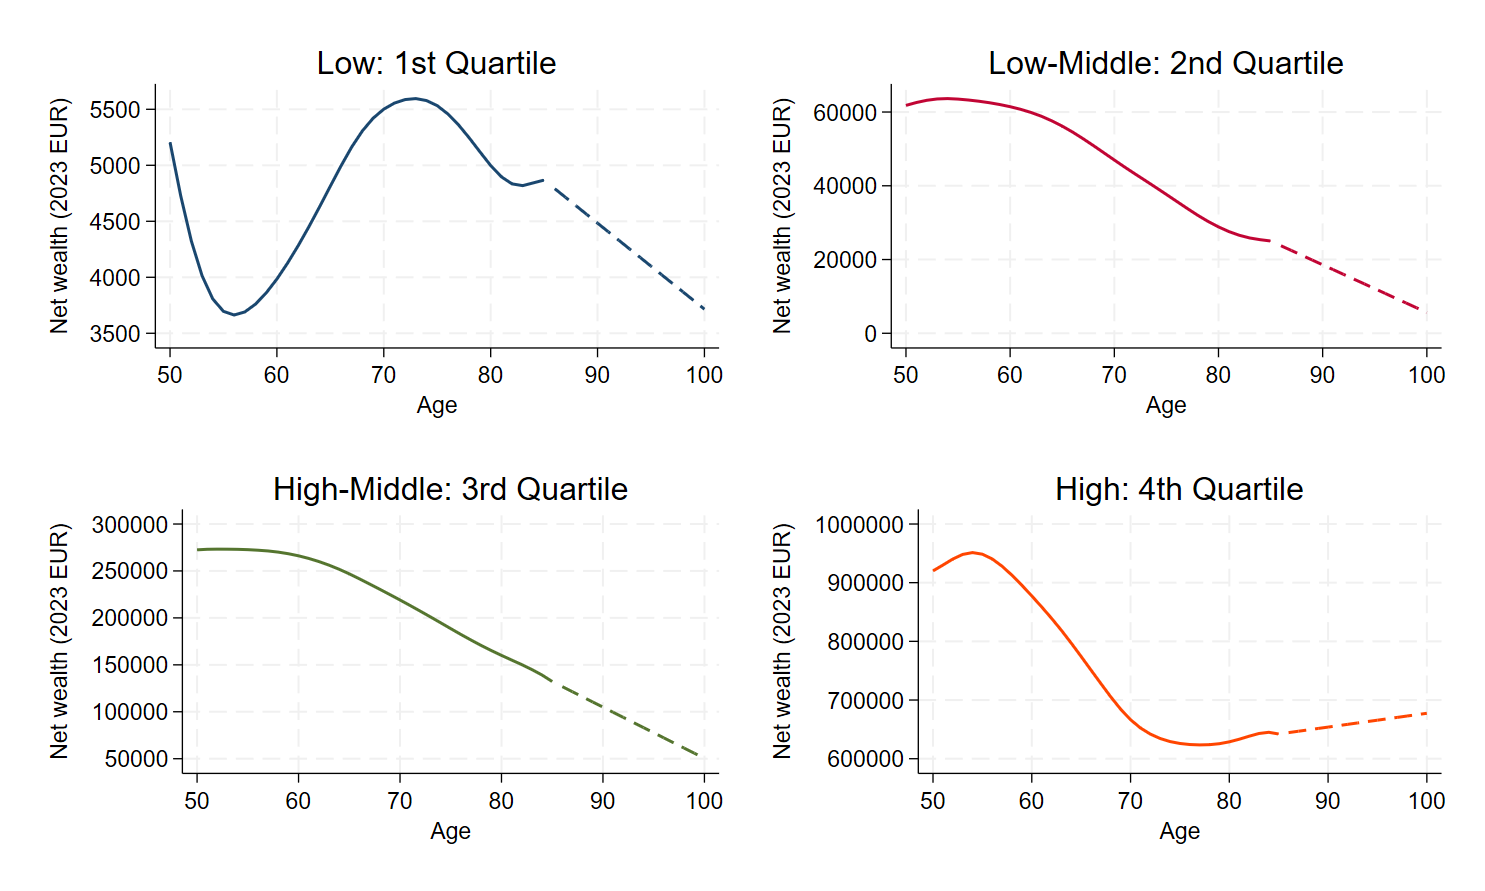 Low: 1st Quartile
Net wealth (2023 EUR)
5500
5000
4500
4000
3500
50 60 70 80 90 100
Age
Low-Middle: 2nd Quartile
Net wealth (2023 EUR)
60000
40000
20000
0
50 60 70 80 90 100
Age
High-Middle: 3rd Quartile
Net wealth (2023 EUR)
300000
250000
200000
150000
100000
50000
50 60 70 80 90 100
Age
High: 4th Quartile
Net wealth (2023 EUR)
1000000
900000
800000
700000
600000
50 60 70 80 90 100
Age